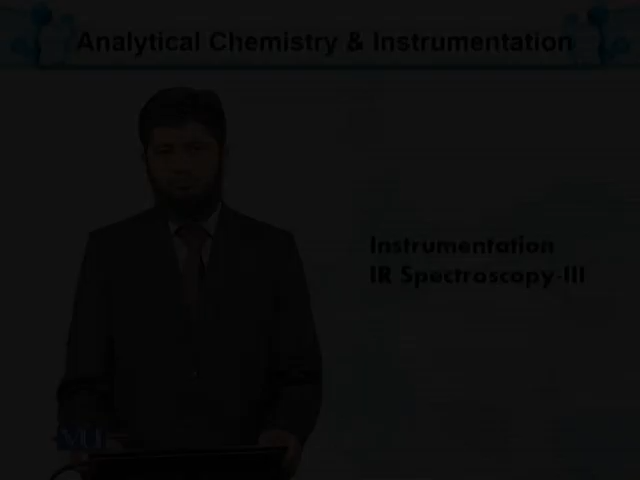 Analytical Chemistry & Instrumentation
Instrumentation
IR Spectroscopy-III